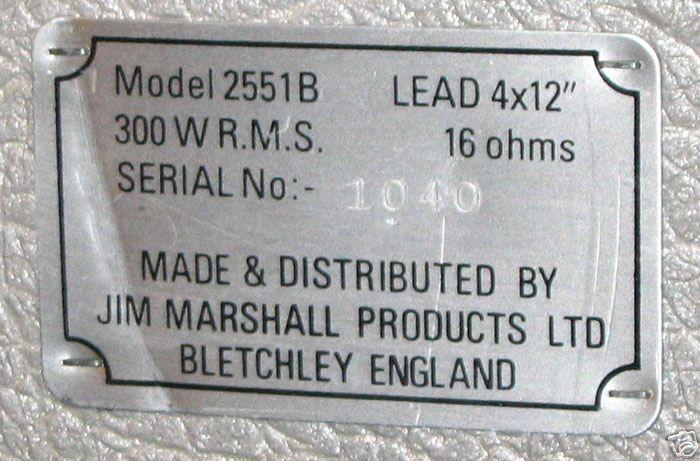 Model 2551B LEAD 4x12"
300 W R.M.S. 16 ohms
SERIAL No:- 1040
MADE & DISTRIBUTED BY
JIM MARSHALL PRODUCTS LTD
BLETCHLEY ENGLAND